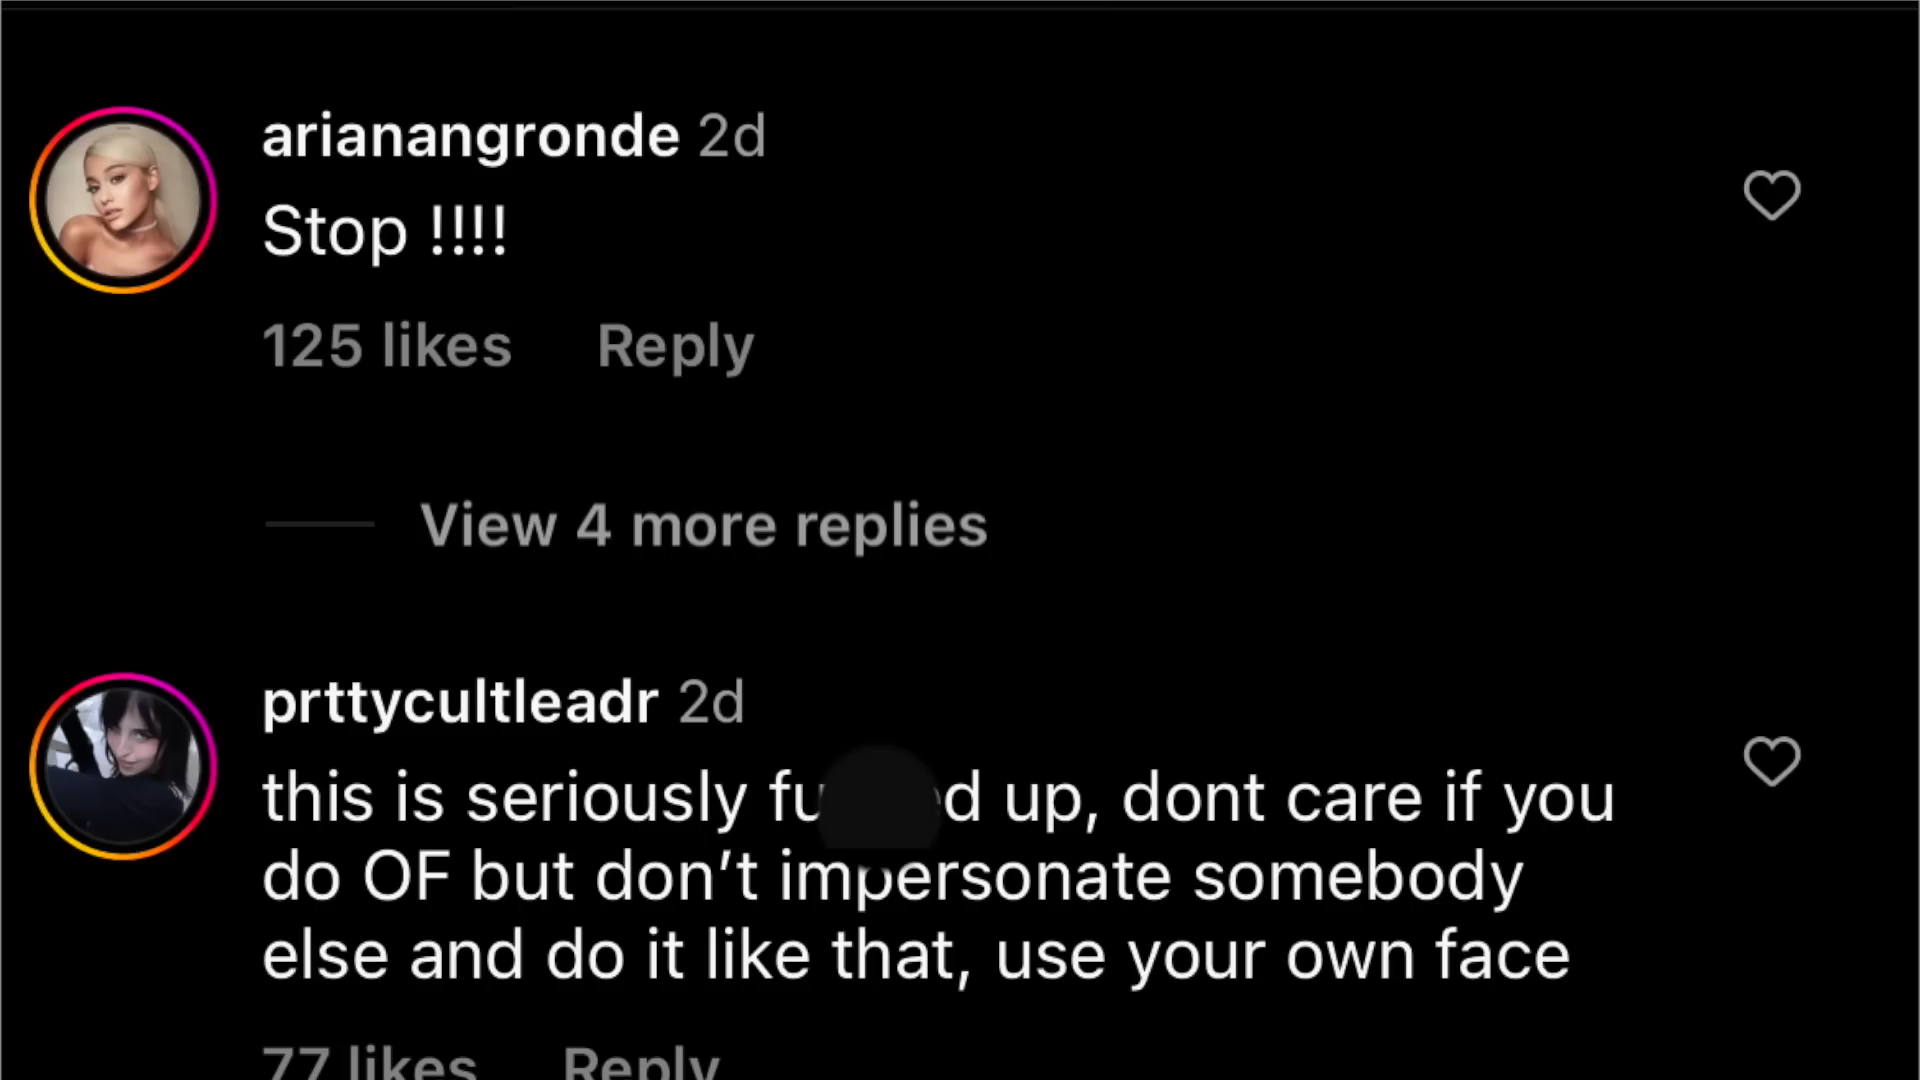 arianangronde 2d
Stop !!!!
125 likes Reply
View 4 more replies
prttycultleadr 2d
this is seriously fu d up, dont care if you
do OF but don’t impersonate somebody
else and do it like that, use your own face
77 likes Reply